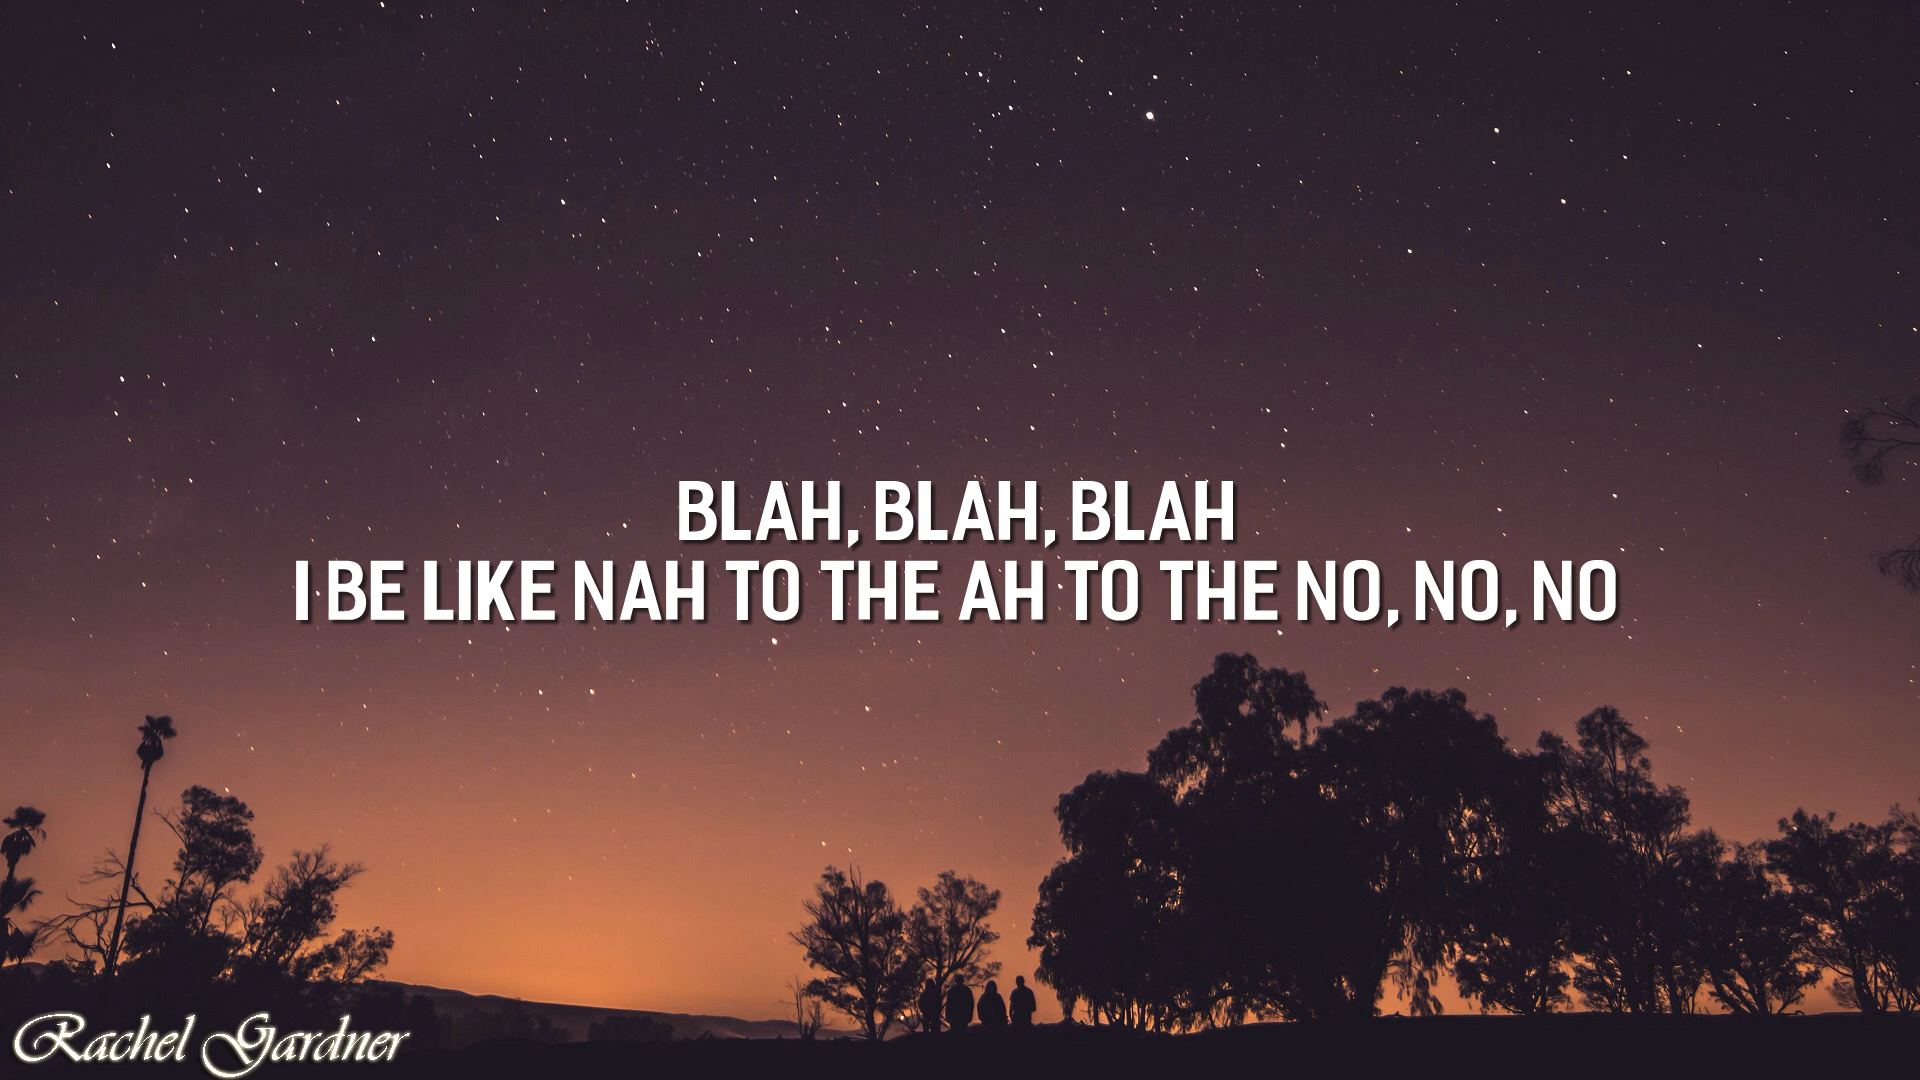 BLAH, BLAH, BLAH
I BE LIKE NAH TO THE AH TO THE NO, NO, NO
Rachel Gardner